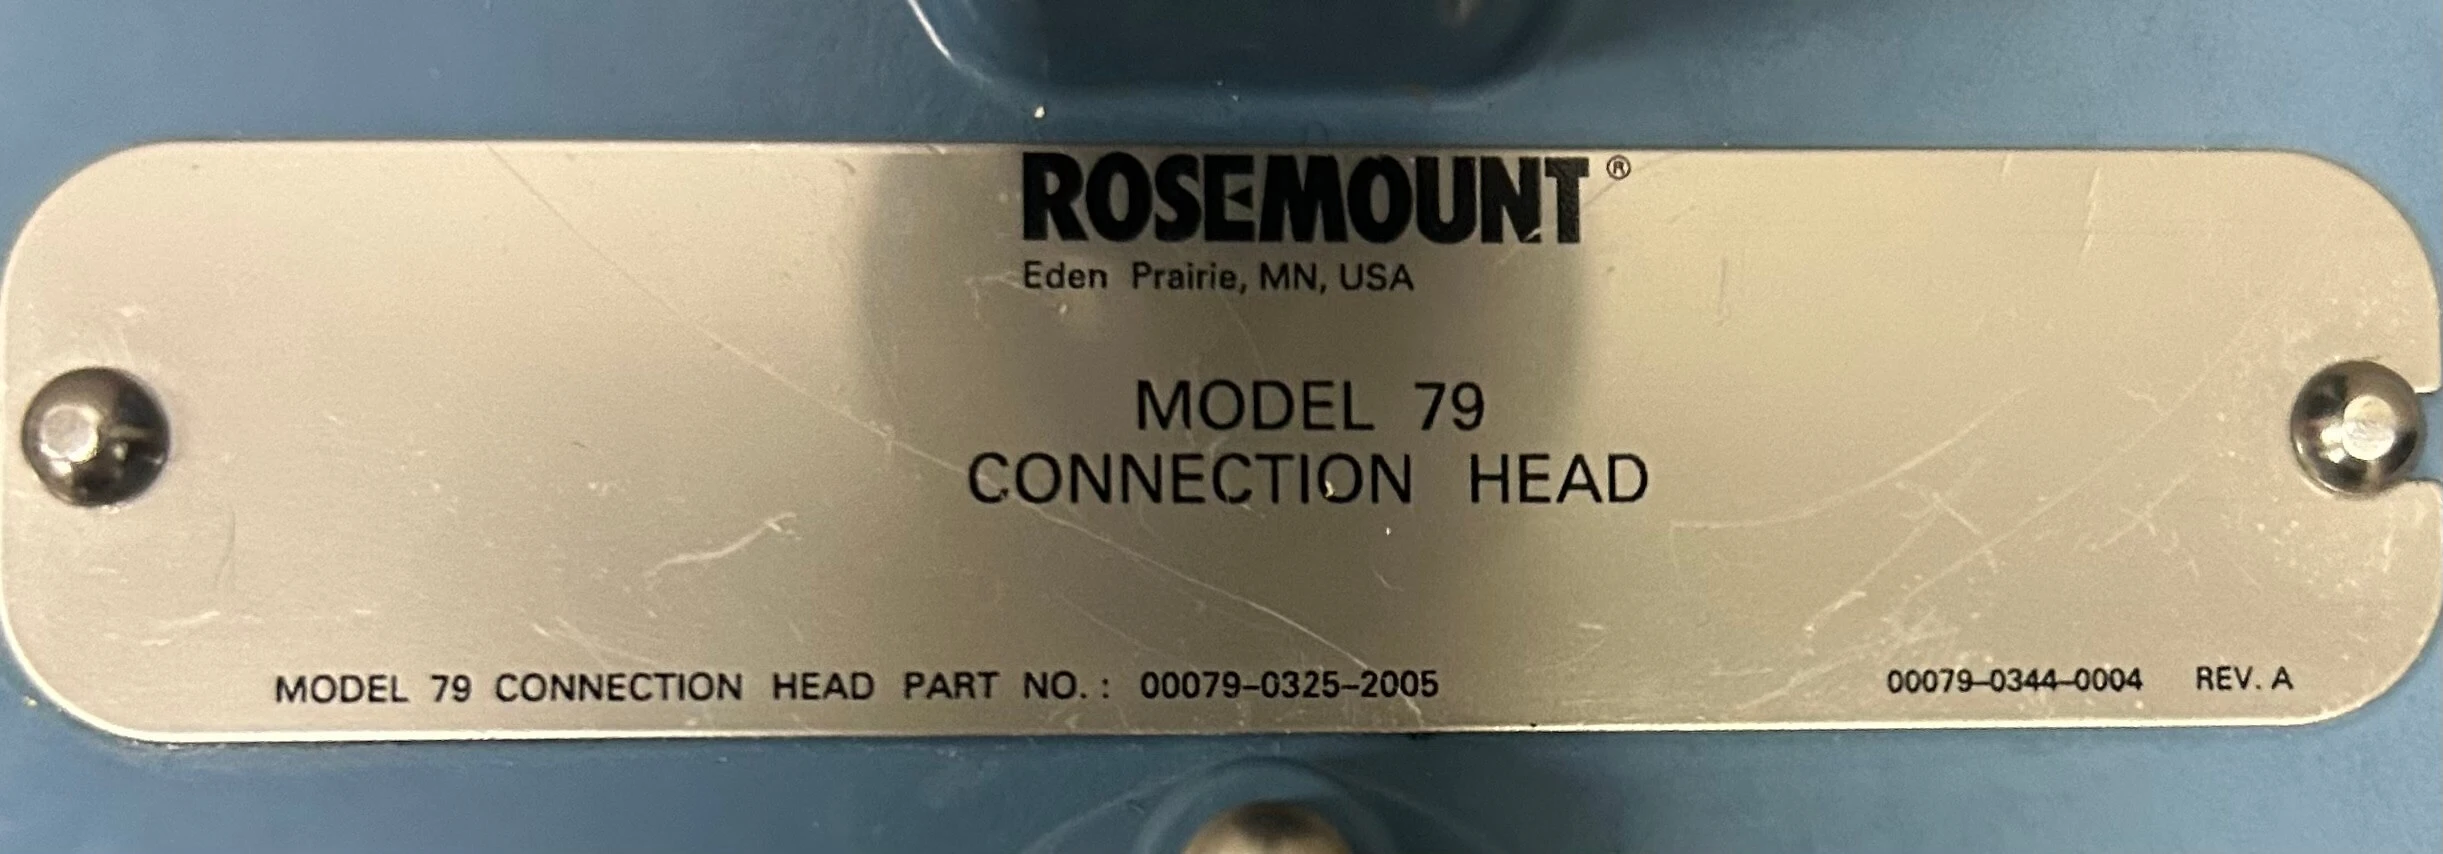 ROSEMOUNT®
Eden Prairie, MN, USA
MODEL 79
CONNECTION HEAD
MODEL 79 CONNECTION HEAD PART NO.: 00079-0325-2005 00079-0344-0004 REV. A